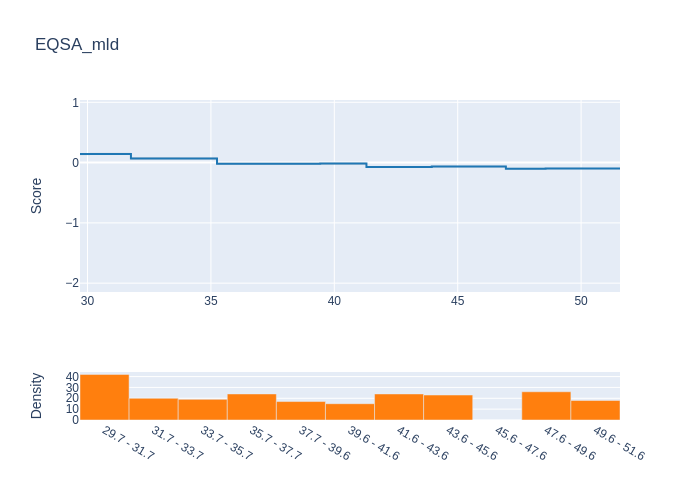 EQSA_mld
Score
1
0
−1
−2
30 35 40 45 50
Density
40
30
20
10
0
29.7 - 31.7
31.7 - 33.7
33.7 - 35.7
35.7 - 37.7
37.7 - 39.6
39.6 - 41.6
41.6 - 43.6
43.6 - 45.6
45.6 - 47.6
47.6 - 49.6
49.6 - 51.6